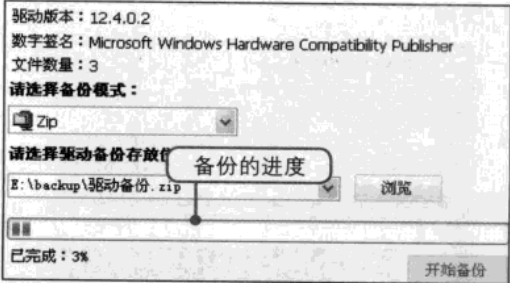 驱动版本：12.4.0.2
数字签名：Microsoft Windows Hardware Compatibility Publisher
文件数量：3
请选择备份模式：
Zip
请选择驱动备份存放
备份的进度
E:\backup\驱动备份.zip
浏览
已完成：3%
开始备份